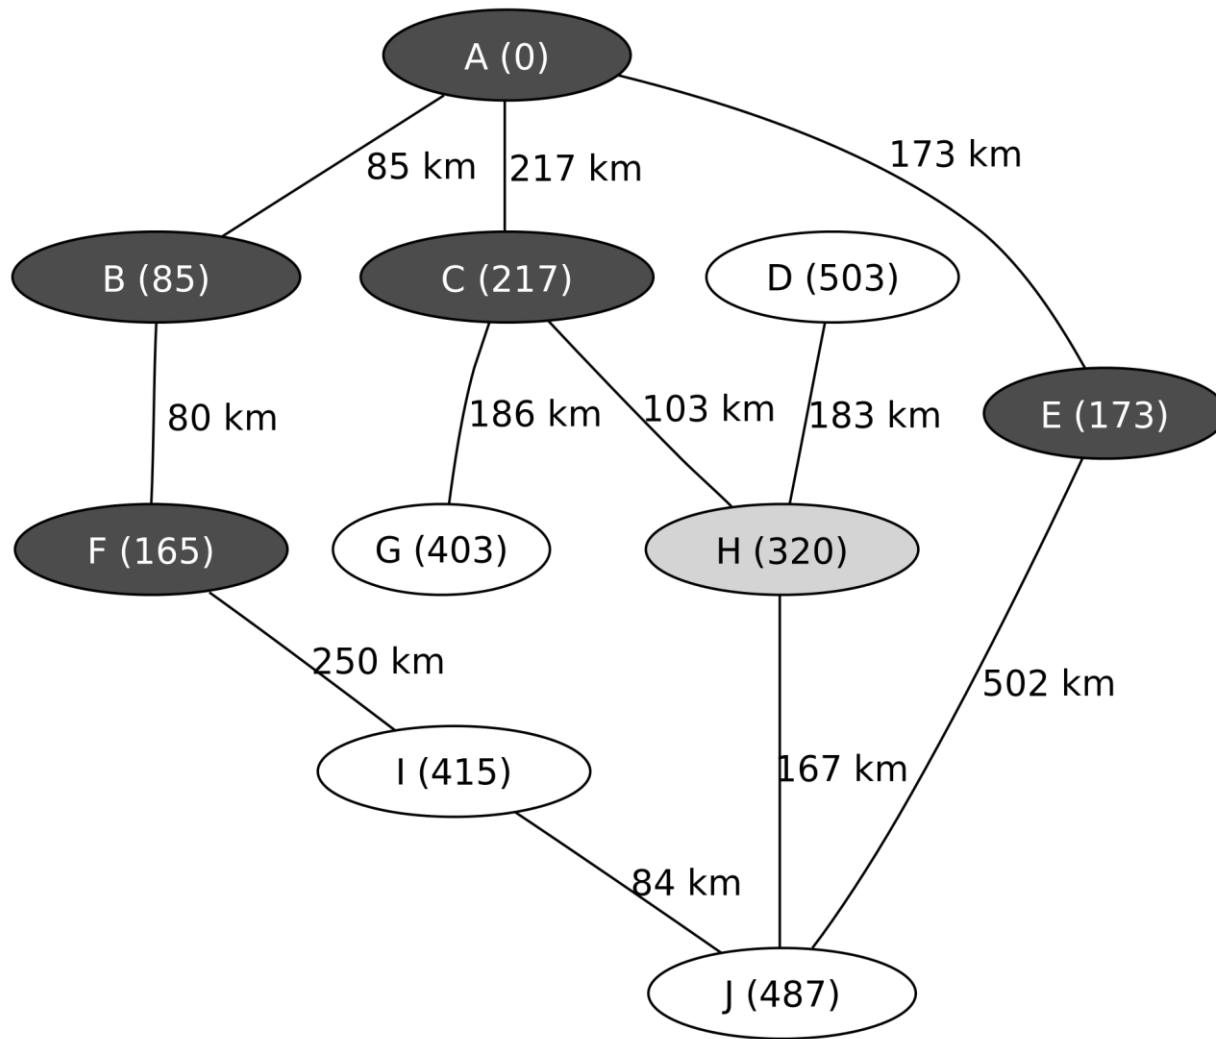 A (0)
85 km
217 km
173 km
B (85)
C (217)
D (503)
80 km
186 km
103 km
183 km
E (173)
F (165)
G (403)
H (320)
250 km
502 km
I (415)
167 km
84 km
J (487)